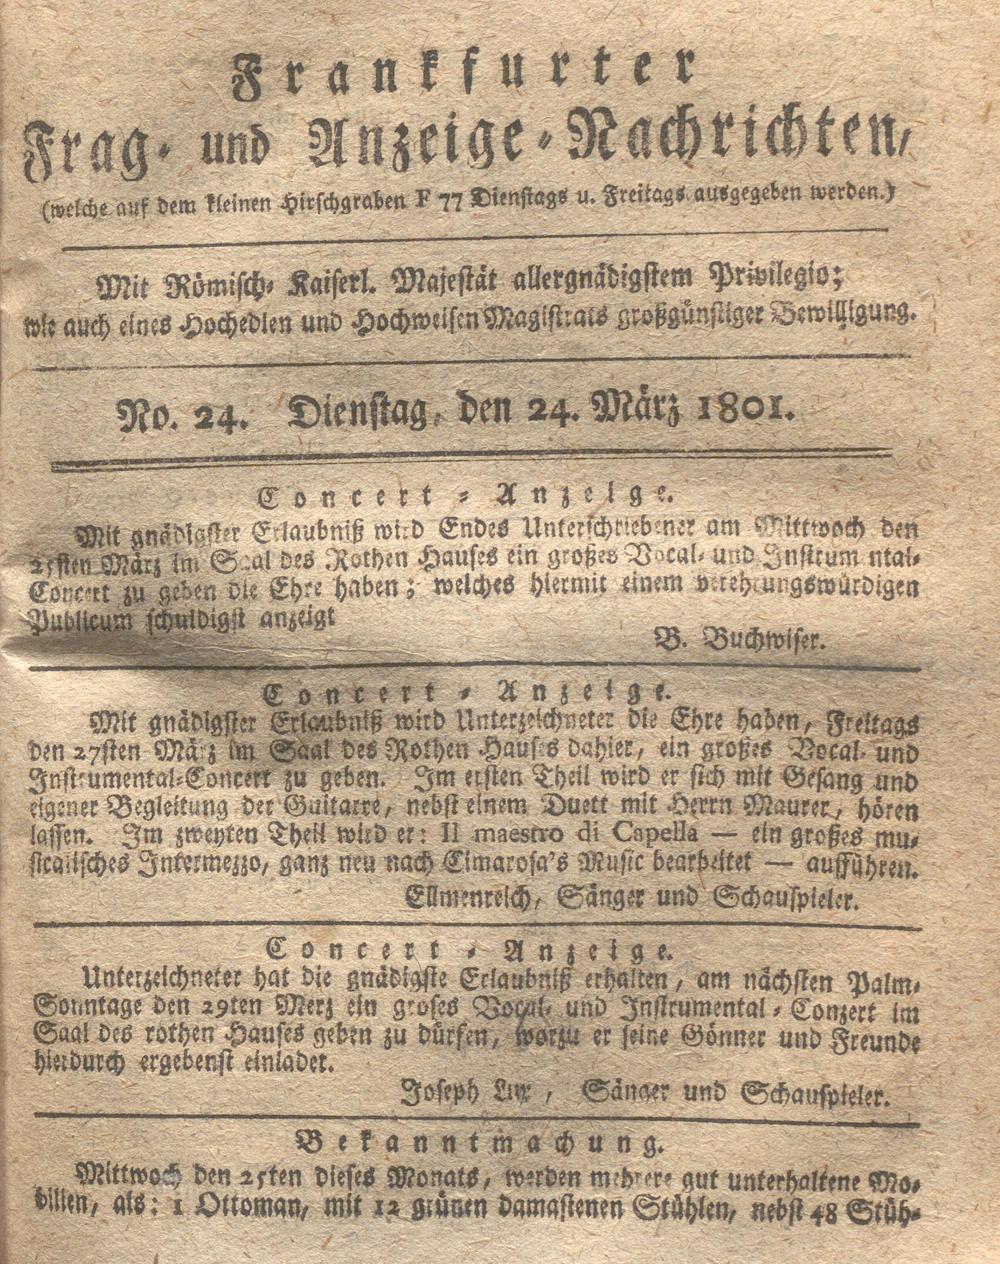 Frankfurter
Frag- und Anzeige-Nachrichten,
(welche auf dem kleinen Hirschgraben F 77 Dienstags u. Freitags ausgegeben werden.)
Mit Römisch- Kaiserl. Majestät allergnädigstem Privilegio;
wie auch eines Hochedlen und Hochweisen Magistrats großgünstiger Bewilligung.
No. 24. Dienstag, den 24. März 1801.
Concert-Anzeige.
Mit gnädigster Erlaubniß wird Endes Unterschriebener am Mittwoch den
25sten März im Saal des Rothen Hauses ein großes Vocal- und Instrum ntal-
Concert zu geben die Ehre haben; welches hiermit einem verehrungswürdigen
Publicum schuldigst anzeigt
B. Buchwiser.
Concert-Anzeige.
Mit gnädigster Erlaubniß wird Unterzeichneter die Ehre haben, Freitags
den 27sten März im Saal des Rothen Hauses dahier, ein großes Vocal- und
Instrumental-Concert zu geben. Im ersten Theil wird er sich mit Gesang und
eigener Begleitung der Guitarre, nebst einem Duett mit Herrn Maurer, hören
lassen. Im zweyten Theil wird er: Il maestro di Capella — ein großes mu-
sicalisches Intermezzo, ganz neu nach Cimarosa's Music bearbeitet — aufführen.
Ellmenreich, Sänger und Schauspieler.
Concert-Anzeige.
Unterzeichneter hat die gnädigste Erlaubniß erhalten, am nächsten Palm-
Sonntage den 29ten Merz ein groses Vocal- und Instrumental-Conzert im
Saal des rothen Hauses geben zu dürfen, worzu er seine Gönner und Freunde
hierdurch ergebenst einladet.
Joseph Lux, Sänger und Schauspieler.
Bekanntmachung.
Mittwoch den 25ten dieses Monats, werden mehrere gut unterhaltene Mo-
bilien, als: 1 Ottoman, mit 12 grünen damastenen Stühlen, nebst 48 Stüh-